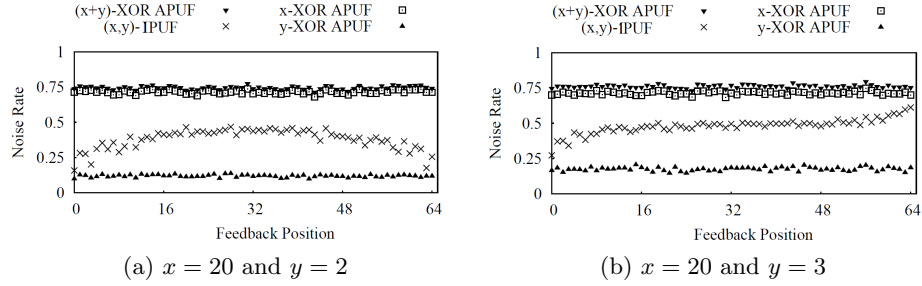 (x+y)-XOR APUF x-XOR APUF
(x,y)-IPUF y-XOR APUF
1
0.75
0.5
0.25
0
Noise Rate
0 16 32 48 64
Feedback Position
(a) x = 20 and y = 2
(x+y)-XOR APUF x-XOR APUF
(x,y)-IPUF y-XOR APUF
1
0.75
0.5
0.25
0
Noise Rate
0 16 32 48 64
Feedback Position
(b) x = 20 and y = 3